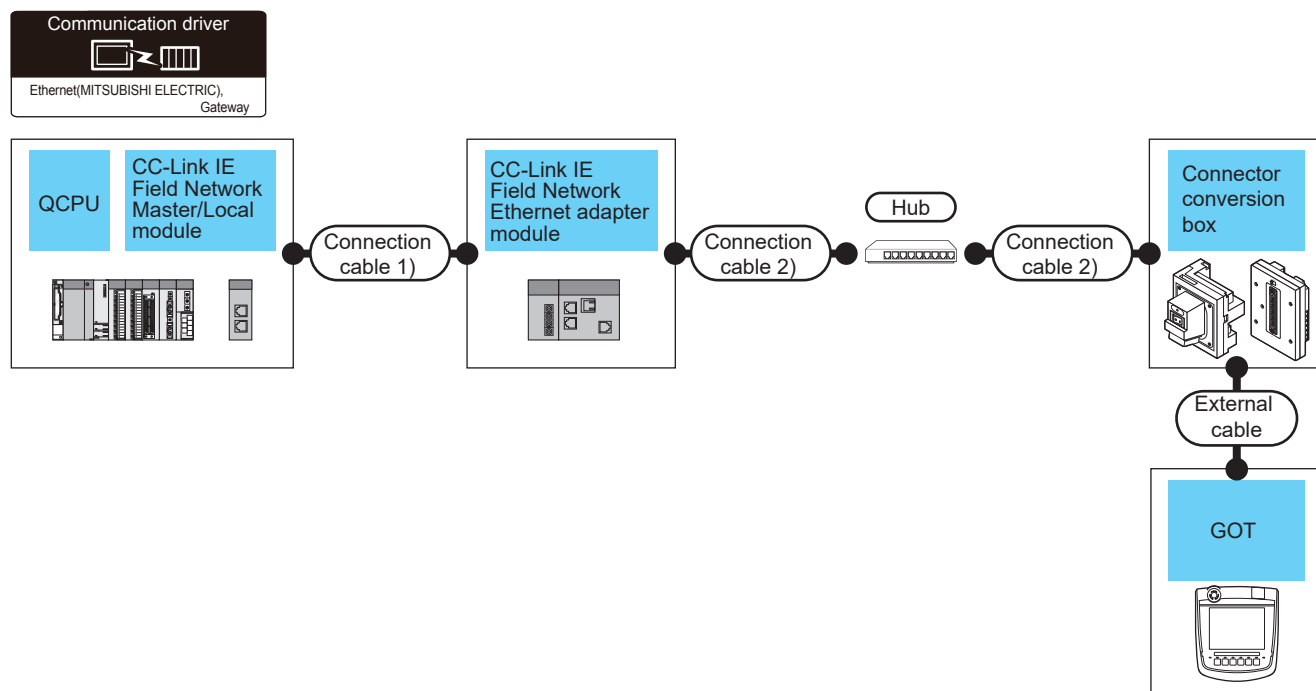 Communication driver
Ethernet(MITSUBISHI ELECTRIC),
Gateway
QCPU
CC-Link IE
Field Network
Master/Local
module
Connection
cable 1)
CC-Link IE
Field Network
Ethernet adapter
module
Connection
cable 2)
Hub
Connection
cable 2)
Connector
conversion
box
External
cable
GOT